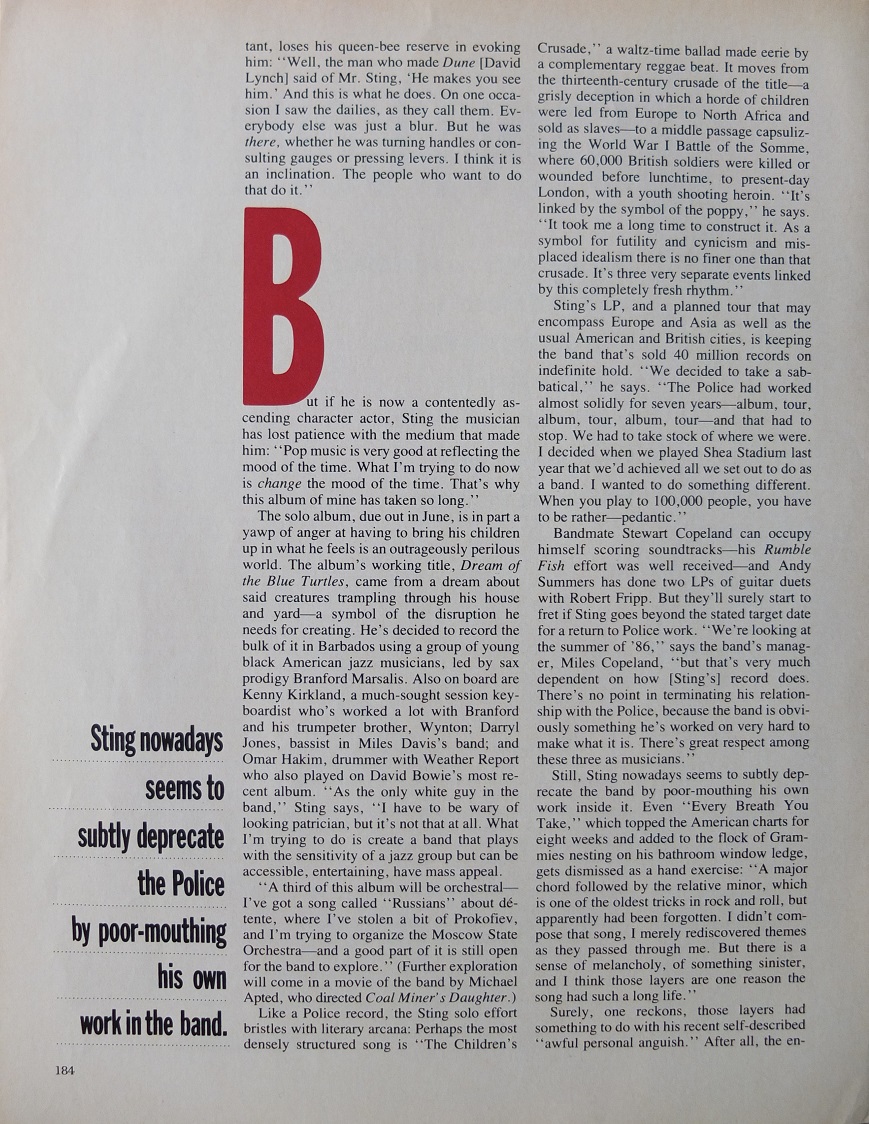 tant, loses his queen-bee reserve in evoking
him: “Well, the man who made Dune [David
Lynch] said of Mr. Sting, ‘He makes you see
him.’ And this is what he does. On one occa-
sion I saw the dailies, as they call them. Ev-
erybody else was just a blur. But he was
there, whether he was turning handles or con-
sulting gauges or pressing levers. I think it is
an inclination. The people who want to do
that do it.”
But if he is now a contentedly as-
cending character actor, Sting the musician
has lost patience with the medium that made
him: “Pop music is very good at reflecting the
mood of the time. What I’m trying to do now
is change the mood of the time. That’s why
this album of mine has taken so long.”
The solo album, due out in June, is in part a
yawp of anger at having to bring his children
up in what he feels is an outrageously perilous
world. The album’s working title, Dream of
the Blue Turtles, came from a dream about
said creatures trampling through his house
and yard—a symbol of the disruption he
needs for creating. He’s decided to record the
bulk of it in Barbados using a group of young
black American jazz musicians, led by sax
prodigy Branford Marsalis. Also on board are
Kenny Kirkland, a much-sought session key-
boardist who’s worked a lot with Branford
and his trumpeter brother, Wynton; Darryl
Jones, bassist in Miles Davis’s band; and
Omar Hakim, drummer with Weather Report
who also played on David Bowie’s most re-
cent album. “As the only white guy in the
band,” Sting says, “I have to be wary of
looking patrician, but it’s not that at all. What
I’m trying to do is create a band that plays
with the sensitivity of a jazz group but can be
accessible, entertaining, have mass appeal.
“A third of this album will be orchestral—
I’ve got a song called “Russians” about dé-
tente, where I’ve stolen a bit of Prokofiev,
and I’m trying to organize the Moscow State
Orchestra—and a good part of it is still open
for the band to explore.” (Further exploration
will come in a movie of the band by Michael
Apted, who directed Coal Miner’s Daughter.)
Like a Police record, the Sting solo effort
bristles with literary arcana: Perhaps the most
densely structured song is “The Children’s
Crusade,” a waltz-time ballad made eerie by
a complementary reggae beat. It moves from
the thirteenth-century crusade of the title—a
grisly deception in which a horde of children
were led from Europe to North Africa and
sold as slaves—to a middle passage capsuliz-
ing the World War I Battle of the Somme,
where 60,000 British soldiers were killed or
wounded before lunchtime, to present-day
London, with a youth shooting heroin. “It’s
linked by the symbol of the poppy,” he says.
“It took me a long time to construct it. As a
symbol for futility and cynicism and mis-
placed idealism there is no finer one than that
crusade. It’s three very separate events linked
by this completely fresh rhythm.”
Sting’s LP, and a planned tour that may
encompass Europe and Asia as well as the
usual American and British cities, is keeping
the band that’s sold 40 million records on
indefinite hold. “We decided to take a sab-
batical,” he says. “The Police had worked
almost solidly for seven years—album, tour,
album, tour, album, tour—and that had to
stop. We had to take stock of where we were.
I decided when we played Shea Stadium last
year that we’d achieved all we set out to do as
a band. I wanted to do something different.
When you play to 100,000 people, you have
to be rather—pedantic.”
Bandmate Stewart Copeland can occupy
himself scoring soundtracks—his Rumble
Fish effort was well received—and Andy
Summers has done two LPs of guitar duets
with Robert Fripp. But they’ll surely start to
fret if Sting goes beyond the stated target date
for a return to Police work. “We’re looking at
the summer of ’86,” says the band’s manag-
er, Miles Copeland, “but that’s very much
dependent on how [Sting’s] record does.
There’s no point in terminating his relation-
ship with the Police, because the band is obvi-
ously something he’s worked on very hard to
make what it is. There’s great respect among
these three as musicians.”
Still, Sting nowadays seems to subtly dep-
recate the band by poor-mouthing his own
work inside it. Even “Every Breath You
Take,” which topped the American charts for
eight weeks and added to the flock of Gram-
mies nesting on his bathroom window ledge,
gets dismissed as a hand exercise: “A major
chord followed by the relative minor, which
is one of the oldest tricks in rock and roll, but
apparently had been forgotten. I didn’t com-
pose that song, I merely rediscovered themes
as they passed through me. But there is a
sense of melancholy, of something sinister,
and I think those layers are one reason the
song had such a long life.”
Surely, one reckons, those layers had
something to do with his recent self-described
“awful personal anguish.” After all, the en-
Sting nowadays
seems to
subtly deprecate
the Police
by poor-mouthing
his own
work in the band.
184